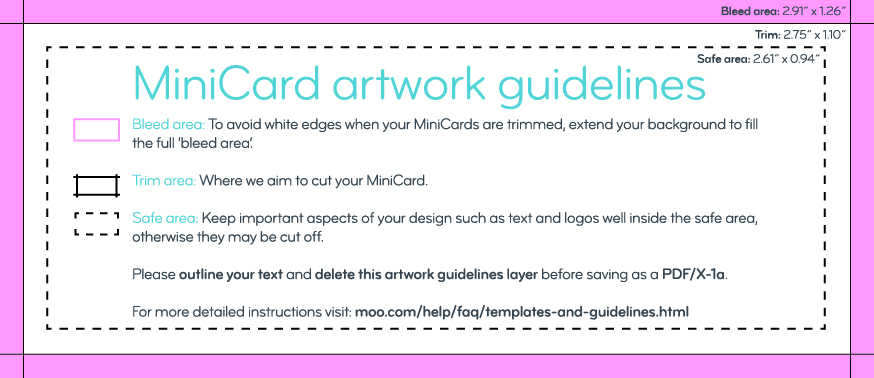 Bleed area: 2.91″ x 1.26″
Trim: 2.75″ x 1.10″
Safe area: 2.61″ x 0.94″
MiniCard artwork guidelines
Bleed area: To avoid white edges when your MiniCards are trimmed, extend your background to fill
the full ‘bleed area’.
Trim area: Where we aim to cut your MiniCard.
Safe area: Keep important aspects of your design such as text and logos well inside the safe area,
otherwise they may be cut off.
Please outline your text and delete this artwork guidelines layer before saving as a PDF/X-1a.
For more detailed instructions visit: moo.com/help/faq/templates-and-guidelines.html